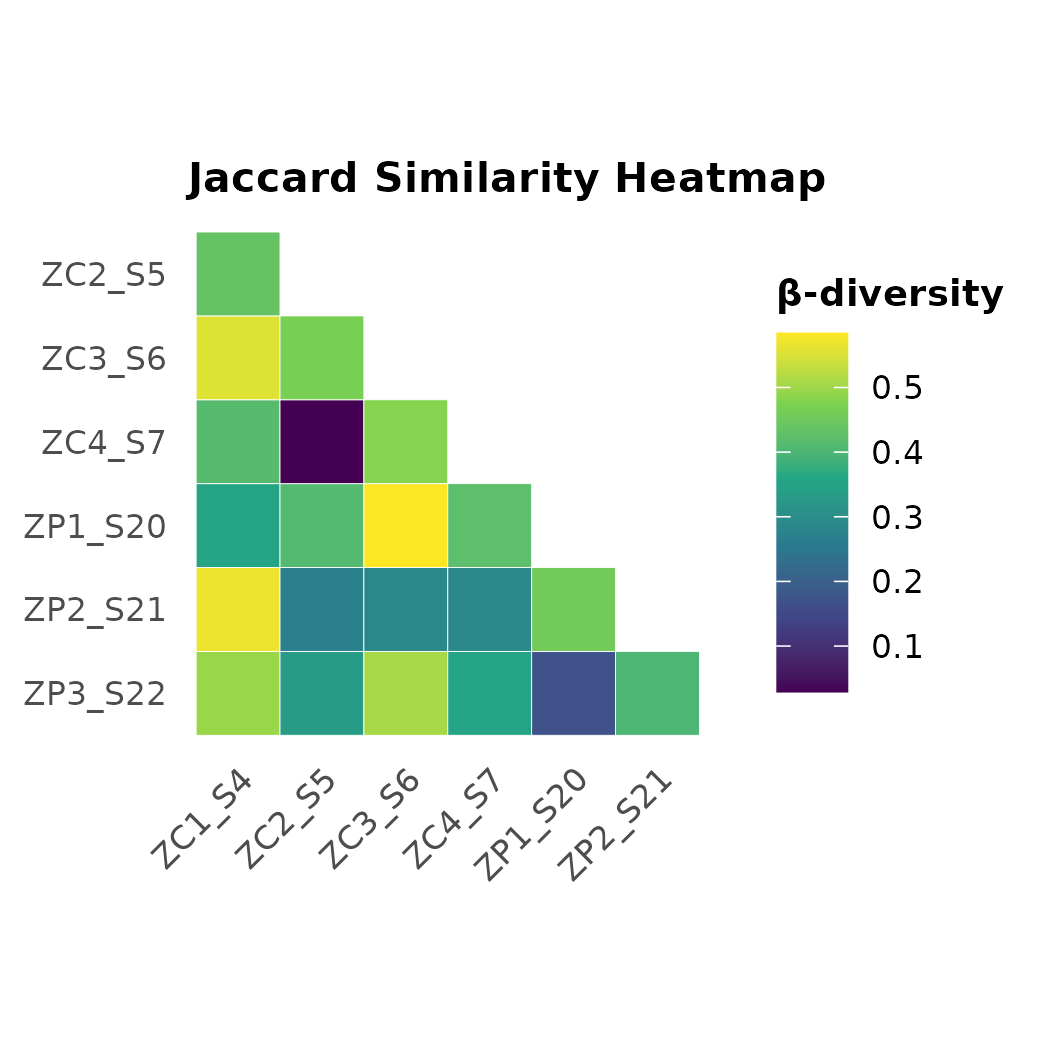 Jaccard Similarity Heatmap
ZC2_S5
ZC3_S6
ZC4_S7
ZP1_S20
ZP2_S21
ZP3_S22
ZC1_S4
ZC2_S5
ZC3_S6
ZC4_S7
ZP1_S20
ZP2_S21
β-diversity
0.5
0.4
0.3
0.2
0.1